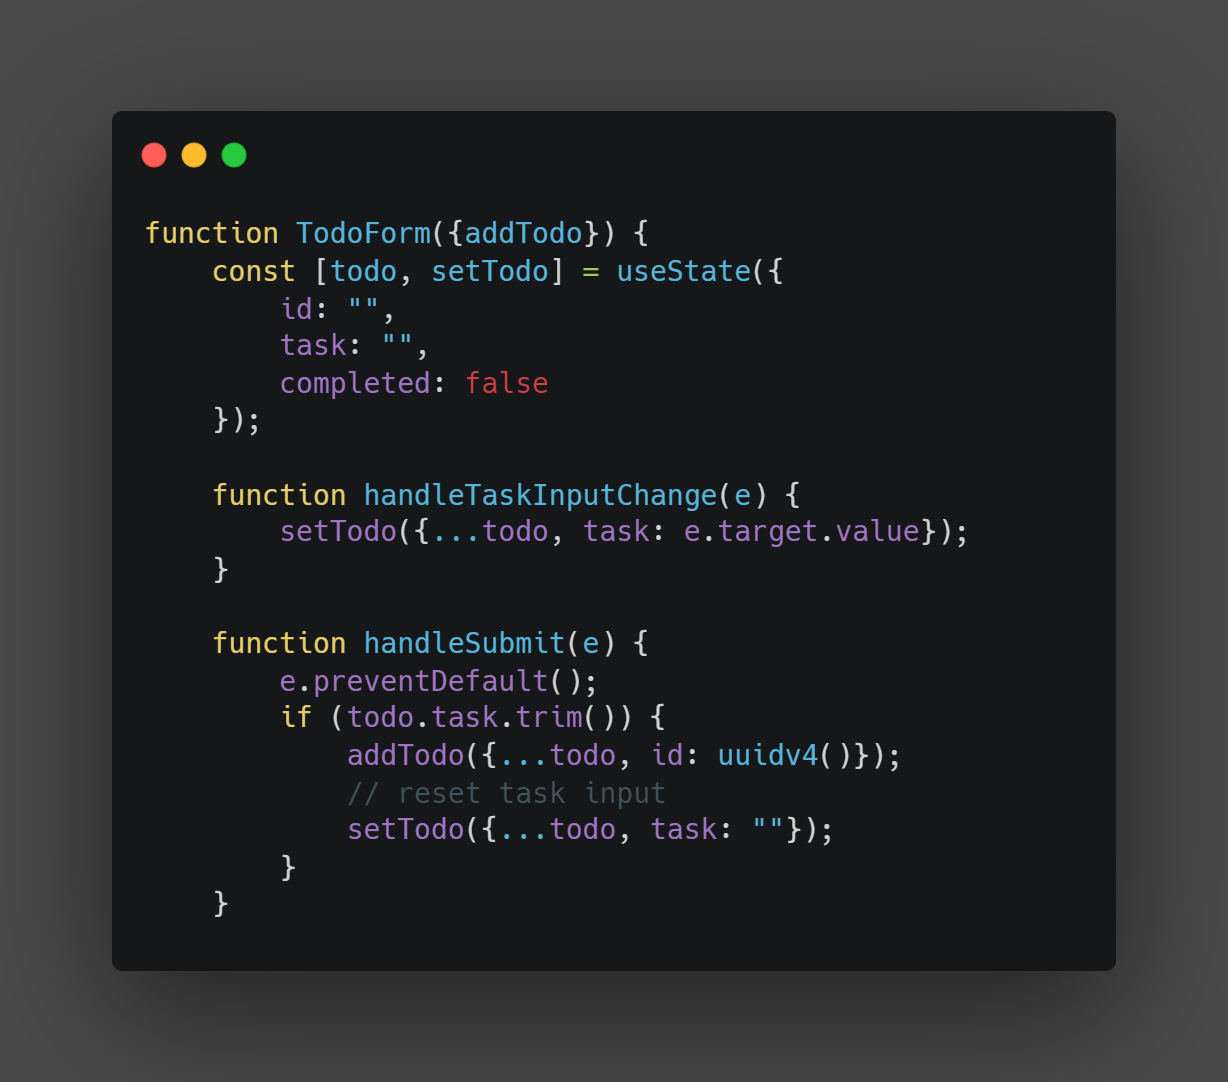 function TodoForm({addTodo}) {
    const [todo, setTodo] = useState({
        id: "",
        task: "",
        completed: false
    });

    function handleTaskInputChange(e) {
        setTodo({...todo, task: e.target.value});
    }

    function handleSubmit(e) {
        e.preventDefault();
        if (todo.task.trim()) {
            addTodo({...todo, id: uuidv4()});
            // reset task input
            setTodo({...todo, task: ""});
        }
    }